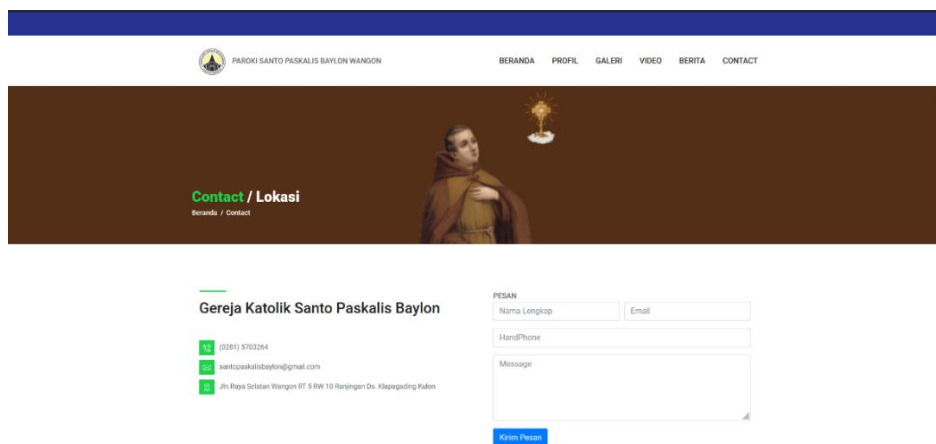 PAROKI SANTO PASKALIS BAYLON WANGON
BERANDA PROFIL GALERI VIDEO BERITA CONTACT
Contact / Lokasi
Beranda / Contact
Gereja Katolik Santo Paskalis Baylon
(0281) 5703264
santopaskalisbaylon@gmail.com
Jln.Raya Selatan Wangon RT 5 RW 10 Ranjingan Ds. Klapagading Kulon
PESAN
Nama Lengkap Email
HandPhone
Message
Kirim Pesan